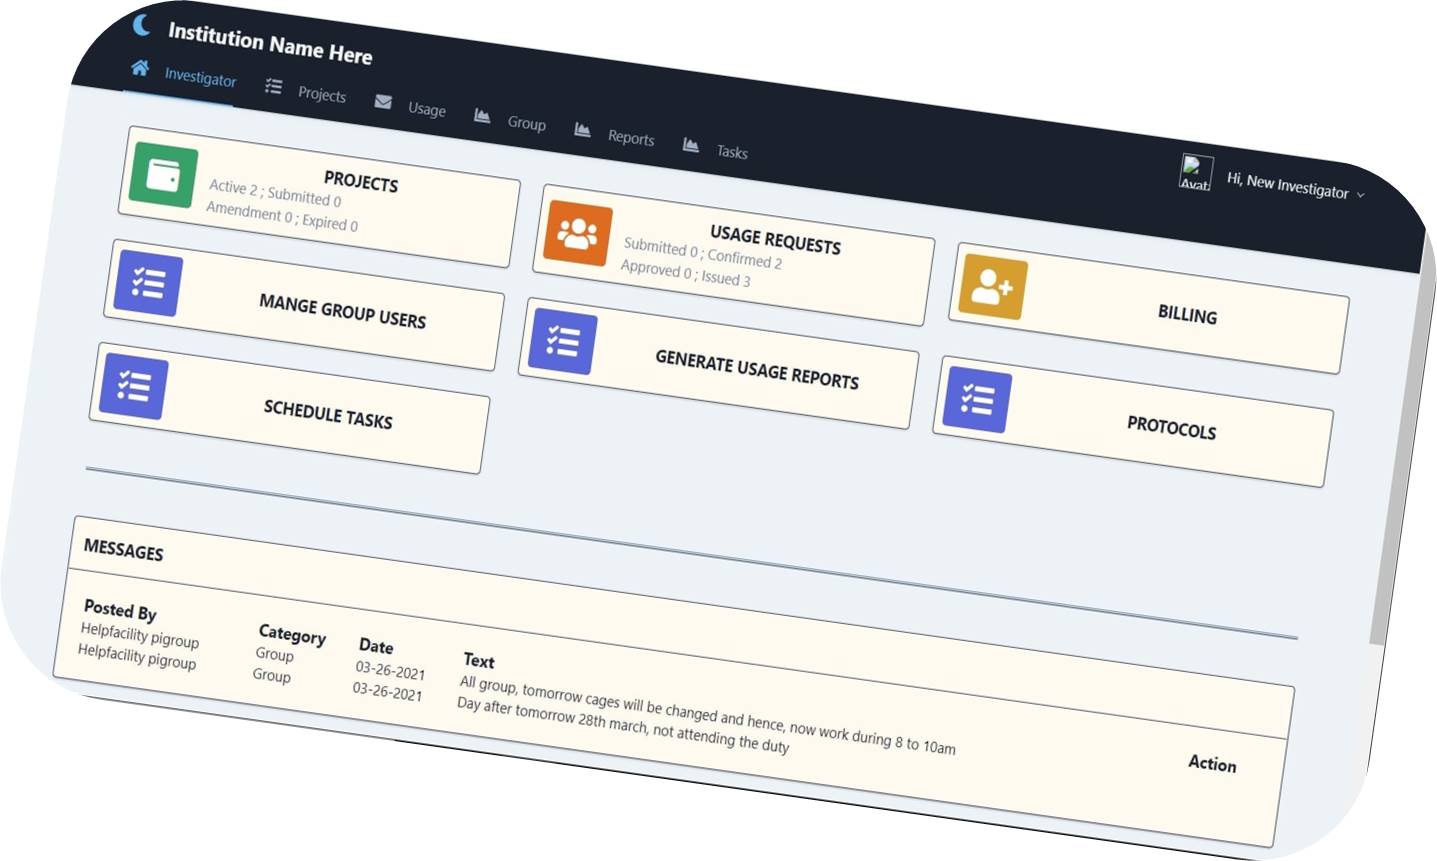 Institution Name Here
Investigator Projects Usage Group Reports Tasks
Avat Hi, New Investigator
PROJECTS
Active 2 ; Submitted 0
Amendment 0 ; Expired 0
USAGE REQUESTS
Submitted 0 ; Confirmed 2
Approved 0 ; Issued 3
BILLING
MANGE GROUP USERS
GENERATE USAGE REPORTS
PROTOCOLS
SCHEDULE TASKS
MESSAGES
Posted By Category Date Text Action
Helpfacility pigroup Group 03-26-2021 All group, tomorrow cages will be changed and hence, now work during 8 to 10am
Helpfacility pigroup Group 03-26-2021 Day after tomorrow 28th march, not attending the duty